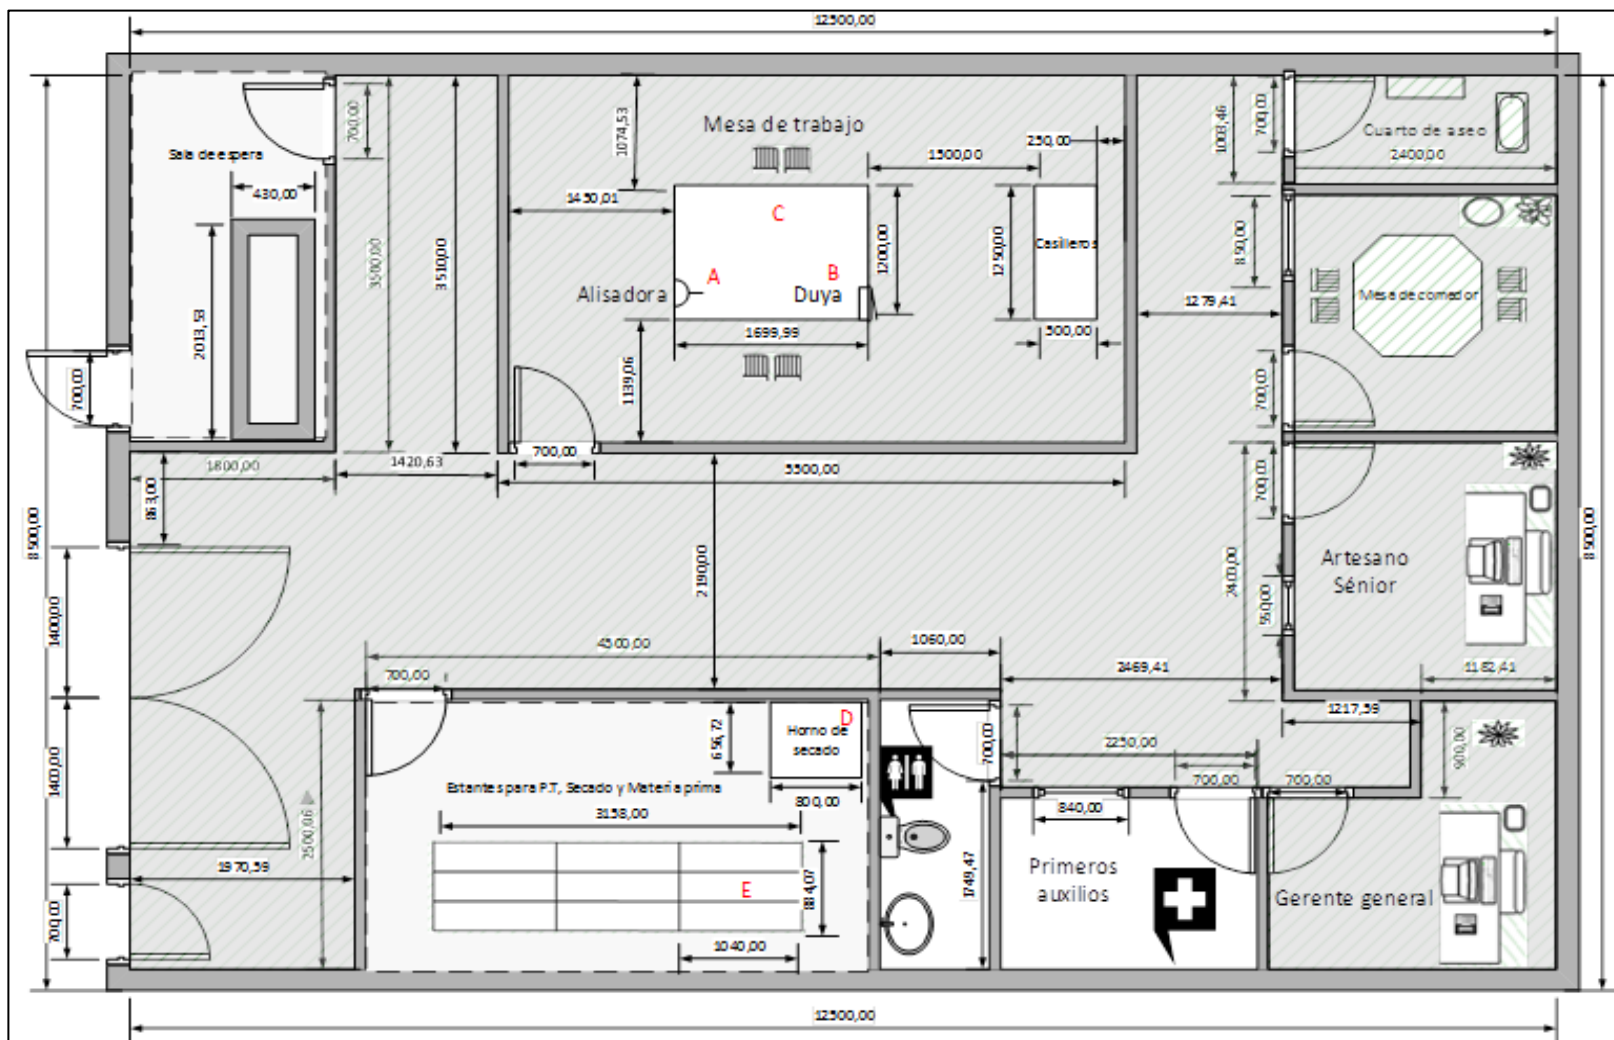 12500,00
Sala de espera
700,00
430,00
2013,53
700,00
1800,00
863,00
8500,00
3500,00
3510,00
1420,63
Mesa de trabajo
1074,53
1450,01
C
A
B
Alisadora
Duya
1699,99
1139,06
1200,00
1500,00
250,00
1250,00
Casilleros
500,00
700,00
5500,00
1279,41
1003,46
700,00
Cuarto de aseo
2400,00
850,00
Mesa de comedor
700,00
8500,00
700,00
2403,00
550,00
Artesano
Sénior
1182,41
1400,00
1400,00
700,00
1970,59
2500,06
4500,00
2190,00
700,00
656,72
D
Horno de
secado
800,00
Estantes para P.T, Secado y Materia prima
3158,00
E
884,07
1040,00
1060,00
700,00
1749,47
2469,41
2250,00
700,00
700,00
840,00
Primeros
auxilios
1217,59
900,00
Gerente general
12500,00